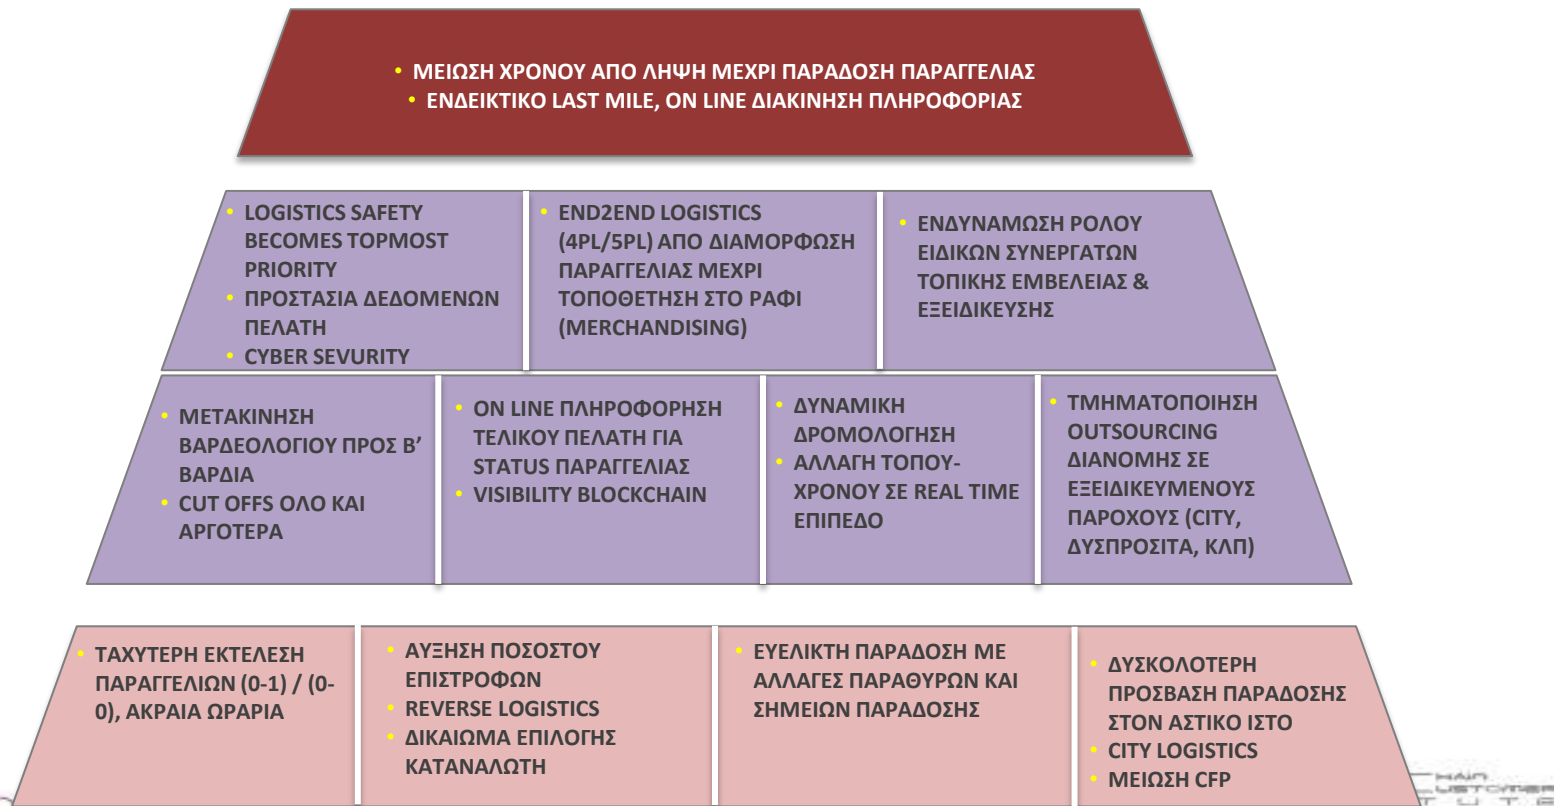 • ΜΕΙΩΣΗ ΧΡΟΝΟΥ ΑΠΟ ΛΗΨΗ ΜΕΧΡΙ ΠΑΡΑΔΟΣΗ ΠΑΡΑΓΓΕΛΙΑΣ
• ΕΝΔΕΙΚΤΙΚΟ LAST MILE, ON LINE ΔΙΑΚΙΝΗΣΗ ΠΛΗΡΟΦΟΡΙΑΣ
• LOGISTICS SAFETY
BECOMES TOPMOST
PRIORITY
• ΠΡΟΣΤΑΣΙΑ ΔΕΔΟΜΕΝΩΝ
ΠΕΛΑΤΗ
• CYBER SEVURITY
• END2END LOGISTICS
(4PL/5PL) ΑΠΟ ΔΙΑΜΟΡΦΩΣΗ
ΠΑΡΑΓΓΕΛΙΑΣ ΜΕΧΡΙ
ΤΟΠΟΘΕΤΗΣΗ ΣΤΟ ΡΑΦΙ
(MERCHANDISING)
• ΕΝΔΥΝΑΜΩΣΗ ΡΟΛΟΥ
ΕΙΔΙΚΩΝ ΣΥΝΕΡΓΑΤΩΝ
ΤΟΠΙΚΗΣ ΕΜΒΕΛΕΙΑΣ &
ΕΞΕΙΔΙΚΕΥΣΗΣ
• ΜΕΤΑΚΙΝΗΣΗ
ΒΑΡΔΕΟΛΟΓΙΟΥ ΠΡΟΣ Β’
ΒΑΡΔΙΑ
• CUT OFFS ΟΛΟ ΚΑΙ
ΑΡΓΟΤΕΡΑ
• ON LINE ΠΛΗΡΟΦΟΡΗΣΗ
ΤΕΛΙΚΟΥ ΠΕΛΑΤΗ ΓΙΑ
STATUS ΠΑΡΑΓΓΕΛΙΑΣ
• VISIBILITY BLOCKCHAIN
• ΔΥΝΑΜΙΚΗ
ΔΡΟΜΟΛΟΓΗΣΗ
• ΑΛΛΑΓΗ ΤΟΠΟΥ-
ΧΡΟΝΟΥ ΣΕ REAL TIME
ΕΠΙΠΕΔΟ
• ΤΜΗΜΑΤΟΠΟΙΗΣΗ
OUTSOURCING
ΔΙΑΝΟΜΗΣ ΣΕ
ΕΞΕΙΔΙΚΕΥΜΕΝΟΥΣ
ΠΑΡΟΧΟΥΣ (CITY,
ΔΥΣΠΡΟΣΙΤΑ, ΚΛΠ)
• ΤΑΧΥΤΕΡΗ ΕΚΤΕΛΕΣΗ
ΠΑΡΑΓΓΕΛΙΩΝ (0-1) / (0-
0), ΑΚΡΑΙΑ ΩΡΑΡΙΑ
• ΑΥΞΗΣΗ ΠΟΣΟΣΤΟΥ
ΕΠΙΣΤΡΟΦΩΝ
• REVERSE LOGISTICS
• ΔΙΚΑΙΩΜΑ ΕΠΙΛΟΓΗΣ
ΚΑΤΑΝΑΛΩΤΗ
• ΕΥΕΛΙΚΤΗ ΠΑΡΑΔΟΣΗ ΜΕ
ΑΛΛΑΓΕΣ ΠΑΡΑΘΥΡΩΝ ΚΑΙ
ΣΗΜΕΙΩΝ ΠΑΡΑΔΟΣΗΣ
• ΔΥΣΚΟΛΟΤΕΡΗ
ΠΡΟΣΒΑΣΗ ΠΑΡΑΔΟΣΗΣ
ΣΤΟΝ ΑΣΤΙΚΟ ΙΣΤΟ
• CITY LOGISTICS
• ΜΕΙΩΣΗ CFP